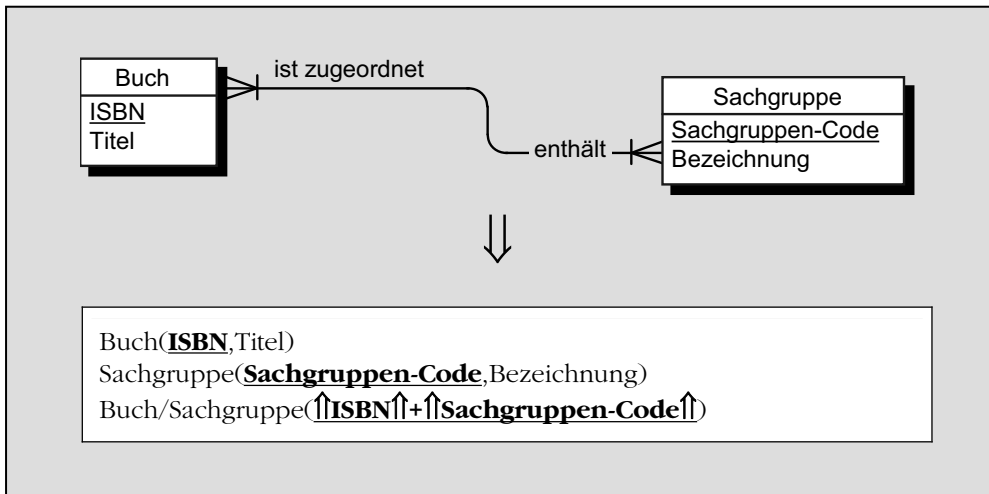 Buch
ISBN
Titel
ist zugeordnet
enthält
Sachgruppe
Sachgruppen-Code
Bezeichnung
⇓
Buch(ISBN,Titel)
Sachgruppe(Sachgruppen-Code,Bezeichnung)
Buch/Sachgruppe(⇑ISBN⇑+⇑Sachgruppen-Code⇑)